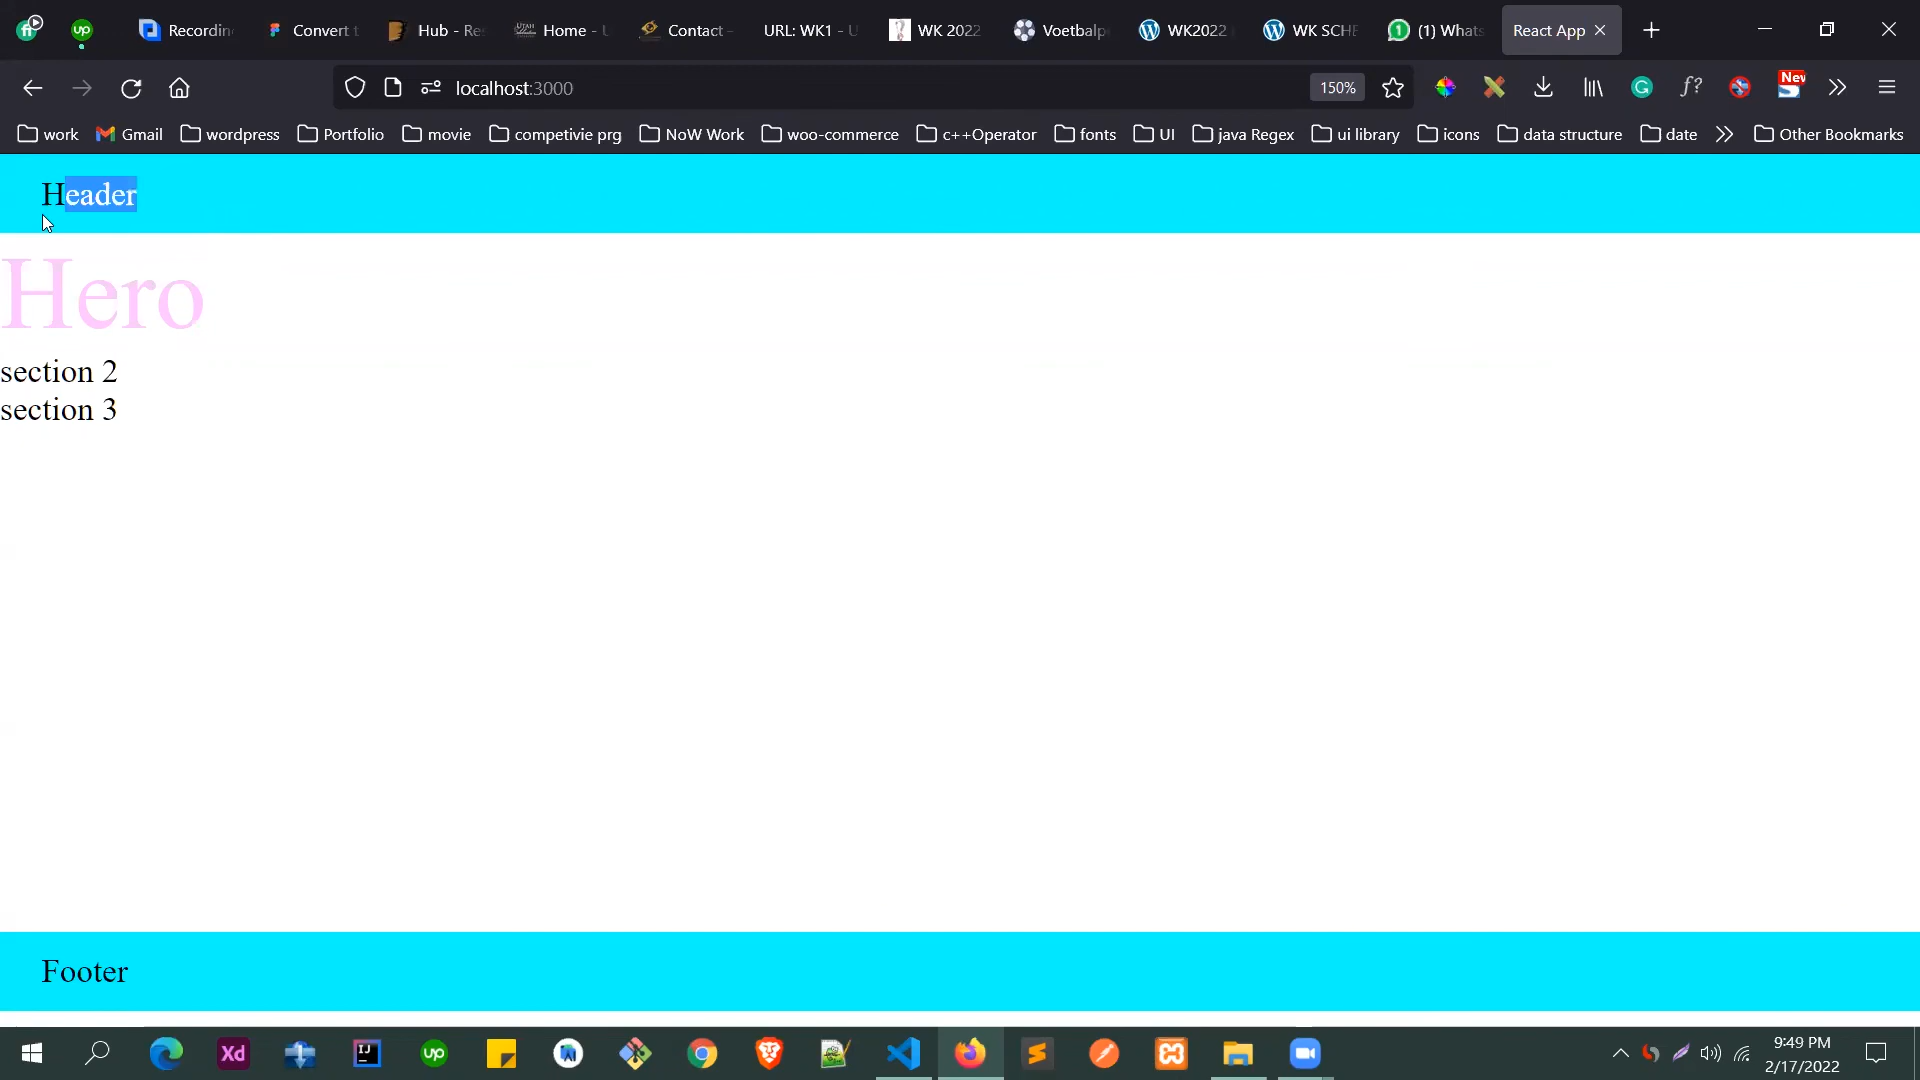 Recordin
Convert t
Hub - Re
Home - U
Contact -
URL: WK1 - U
WK 2022
Voetbalp
WK2022
WK SCHE
(1) Whats
React App
localhost:3000
150%
New
work
Gmail
wordpress
Portfolio
movie
competivie prg
NoW Work
woo-commerce
c++Operator
fonts
UI
java Regex
ui library
icons
data structure
date
Other Bookmarks
Header
Hero
section 2
section 3
Footer
9:49 PM
2/17/2022